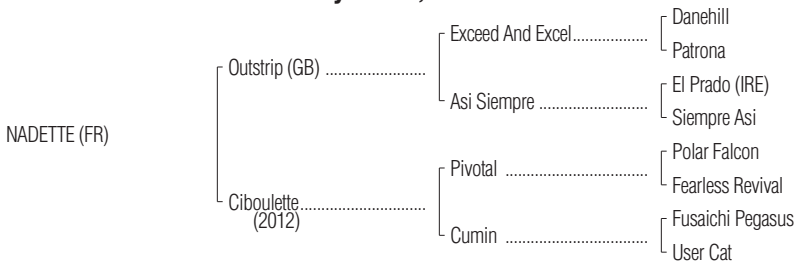 Danehill
Exceed And Excel
Patrona
Outstrip (GB)
El Prado (IRE)
Asi Siempre
Siempre Asi
NADETTE (FR)
Polar Falcon
Pivotal
Fearless Revival
Ciboulette
(2012)
Fusaichi Pegasus
Cumin
User Cat